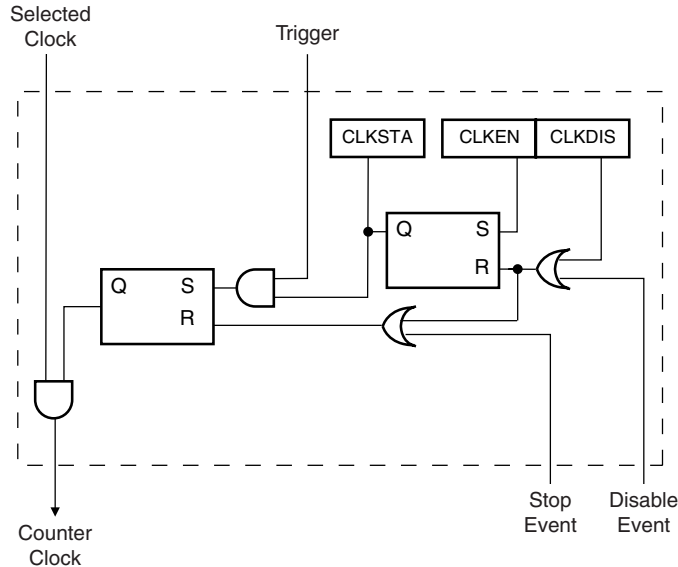 Selected
Clock
Trigger
CLKSTA
CLKEN
CLKDIS
Q
S
R
Q
S
R
Stop
Event
Disable
Event
Counter
Clock